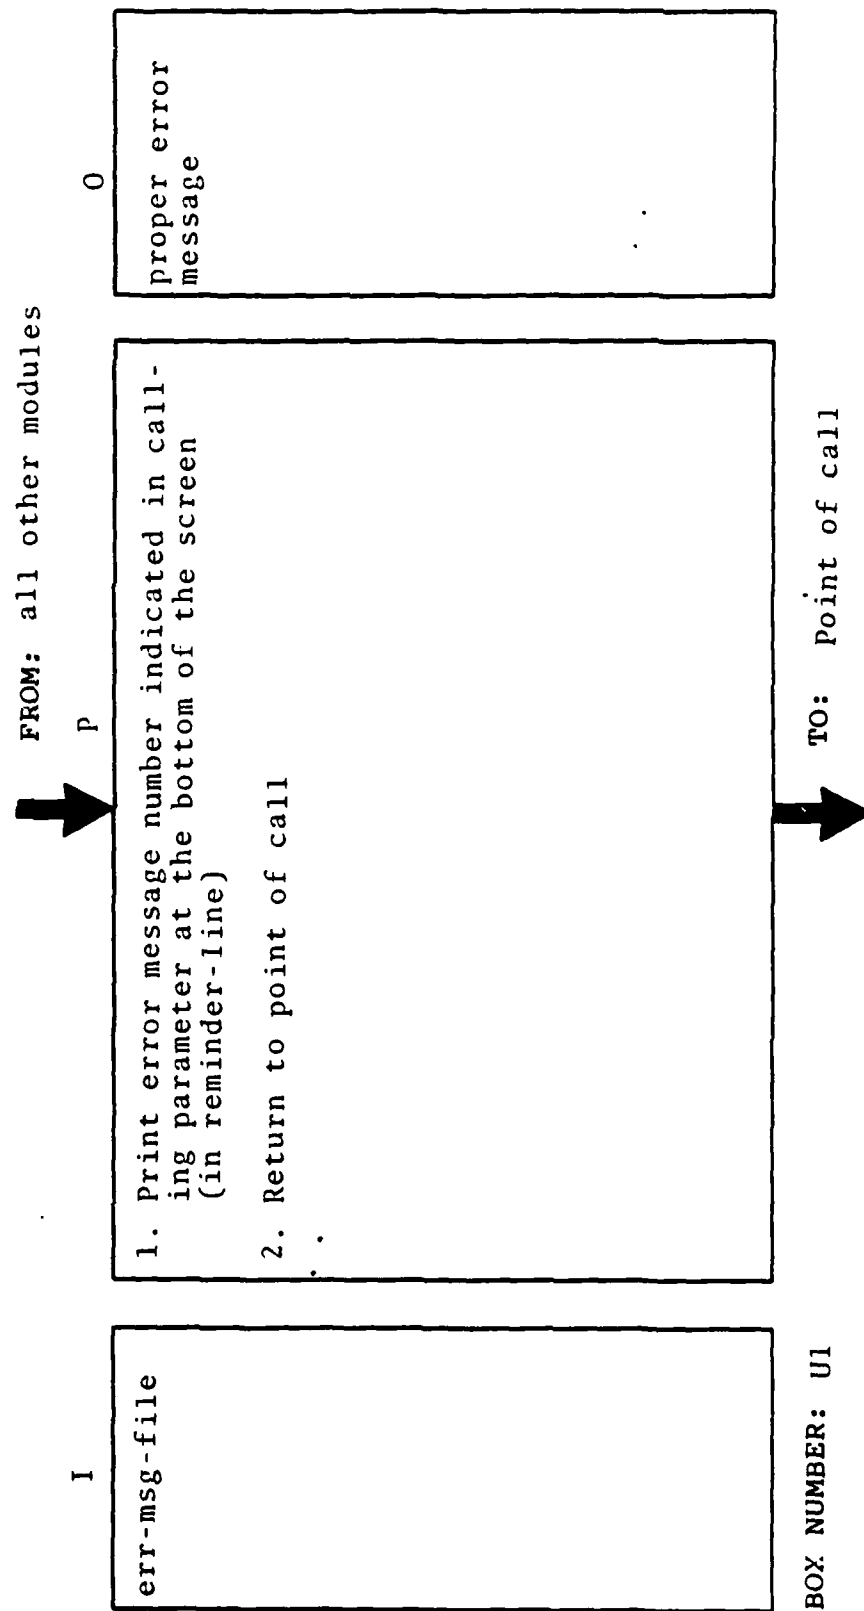 FROM: all other modules
I
P
O
err-msg-file
1. Print error message number indicated in call-
ing parameter at the bottom of the screen
(in reminder-line)
2. Return to point of call
proper error
message
BOX NUMBER: U1
TO: Point of call